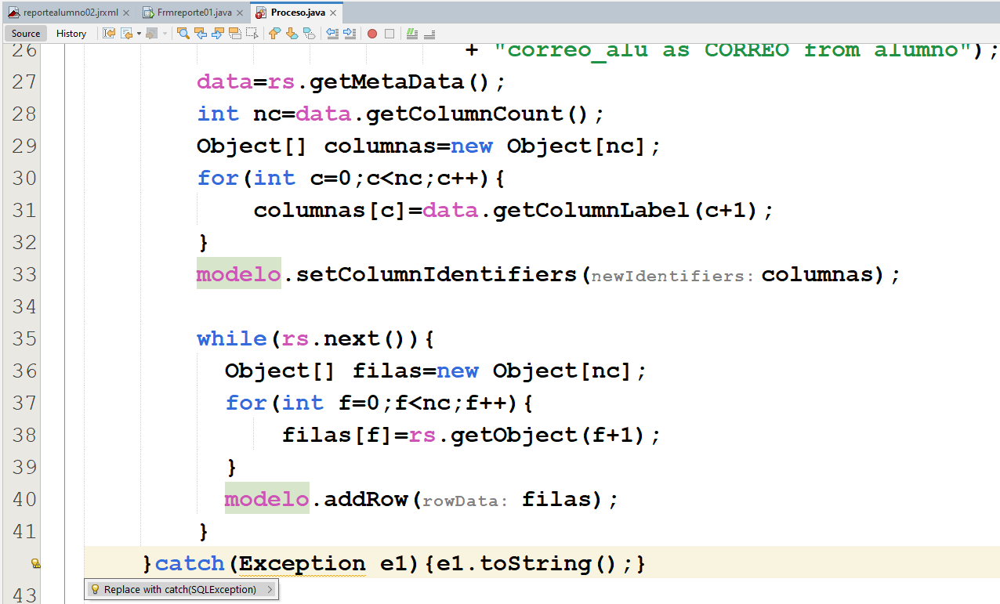 reportealumno02.jrxml Frmreporte01.java Proceso.java
Source History
26 + "correo_alu as CORREO from alumno");
27 data=rs.getMetaData();
28 int nc=data.getColumnCount();
29 Object[] columnas=new Object[nc];
30 for(int c=0;c<nc;c++){
31 columnas[c]=data.getColumnLabel(c+1);
32 }
33 modelo.setColumnIdentifiers(newIdentifiers: columnas);
34
35 while(rs.next()){
36 Object[] filas=new Object[nc];
37 for(int f=0;f<nc;f++){
38 filas[f]=rs.getObject(f+1);
39 }
40 modelo.addRow(rowData: filas);
41 }
}catch(Exception e1){e1.toString();}
Replace with catch(SQLException)
43